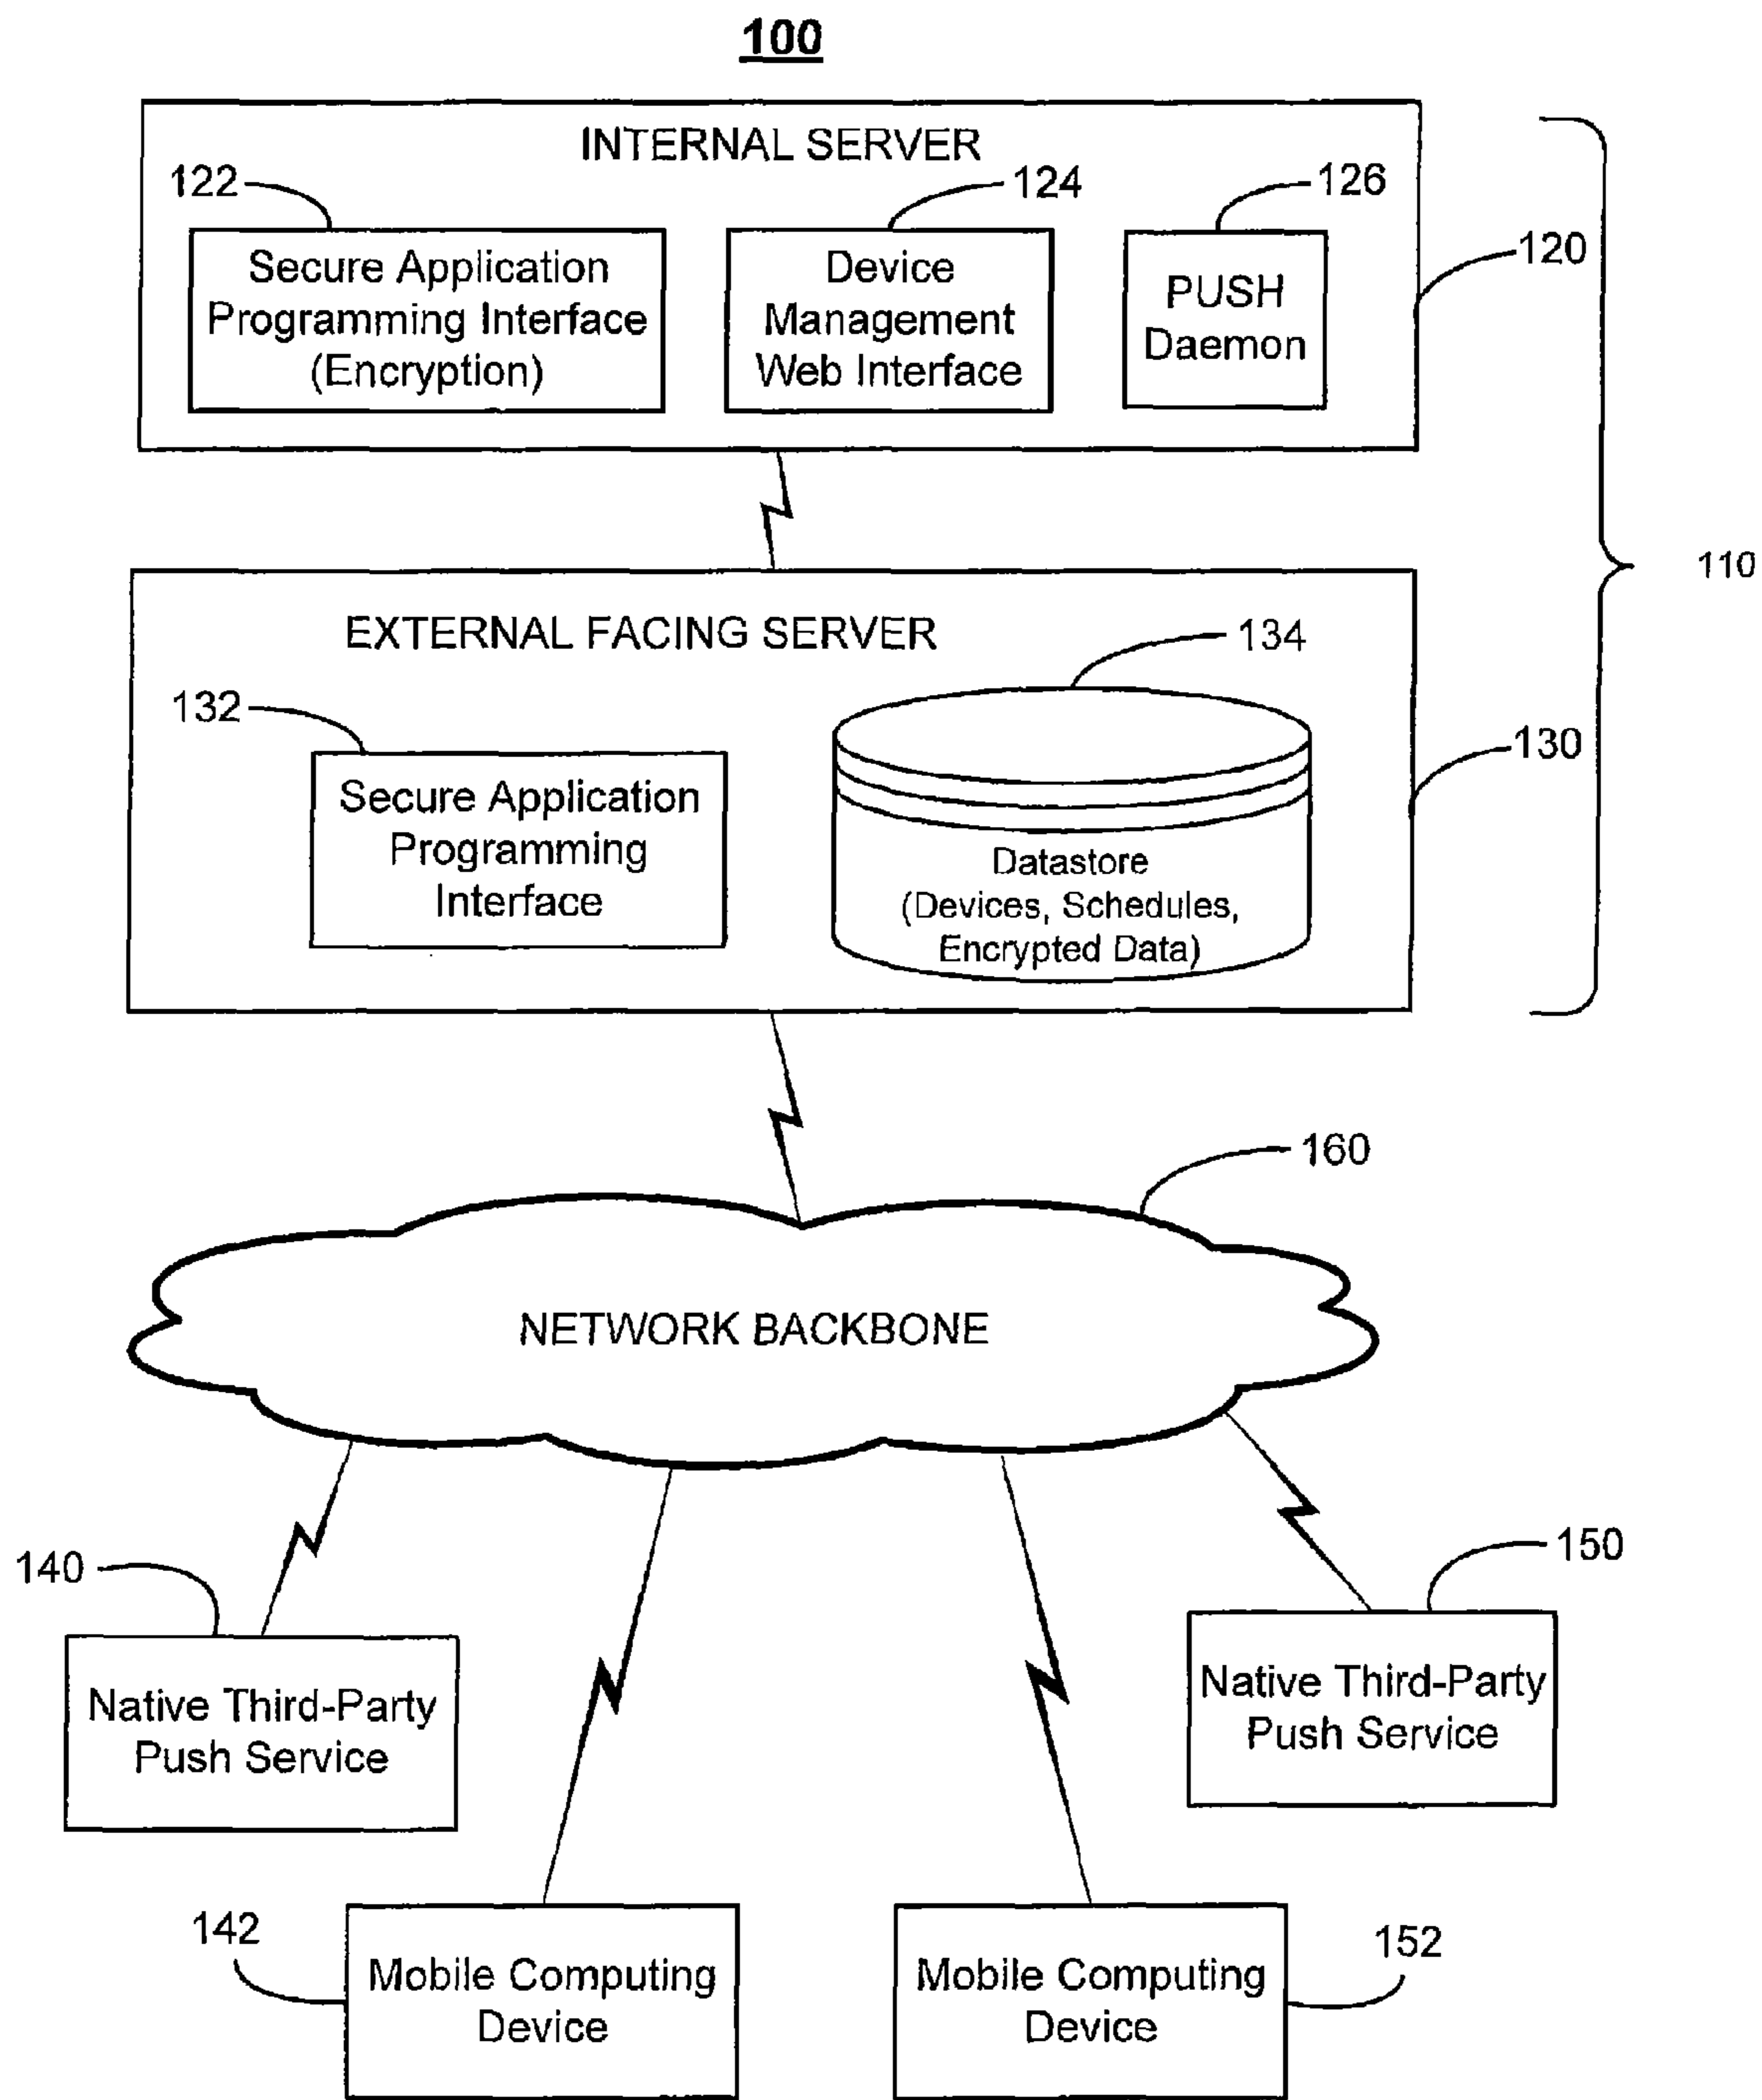 100
INTERNAL SERVER
122
124
126
Secure Application
Programming Interface
(Encryption)
Device
Management
Web Interface
PUSH
Daemon
120
110
EXTERNAL FACING SERVER
134
132
130
Secure Application
Programming
Interface
Datastore
(Devices, Schedules,
Encrypted Data)
160
NETWORK BACKBONE
140
150
Native Third-Party
Push Service
Native Third-Party
Push Service
142
152
Mobile Computing
Device
Mobile Computing
Device